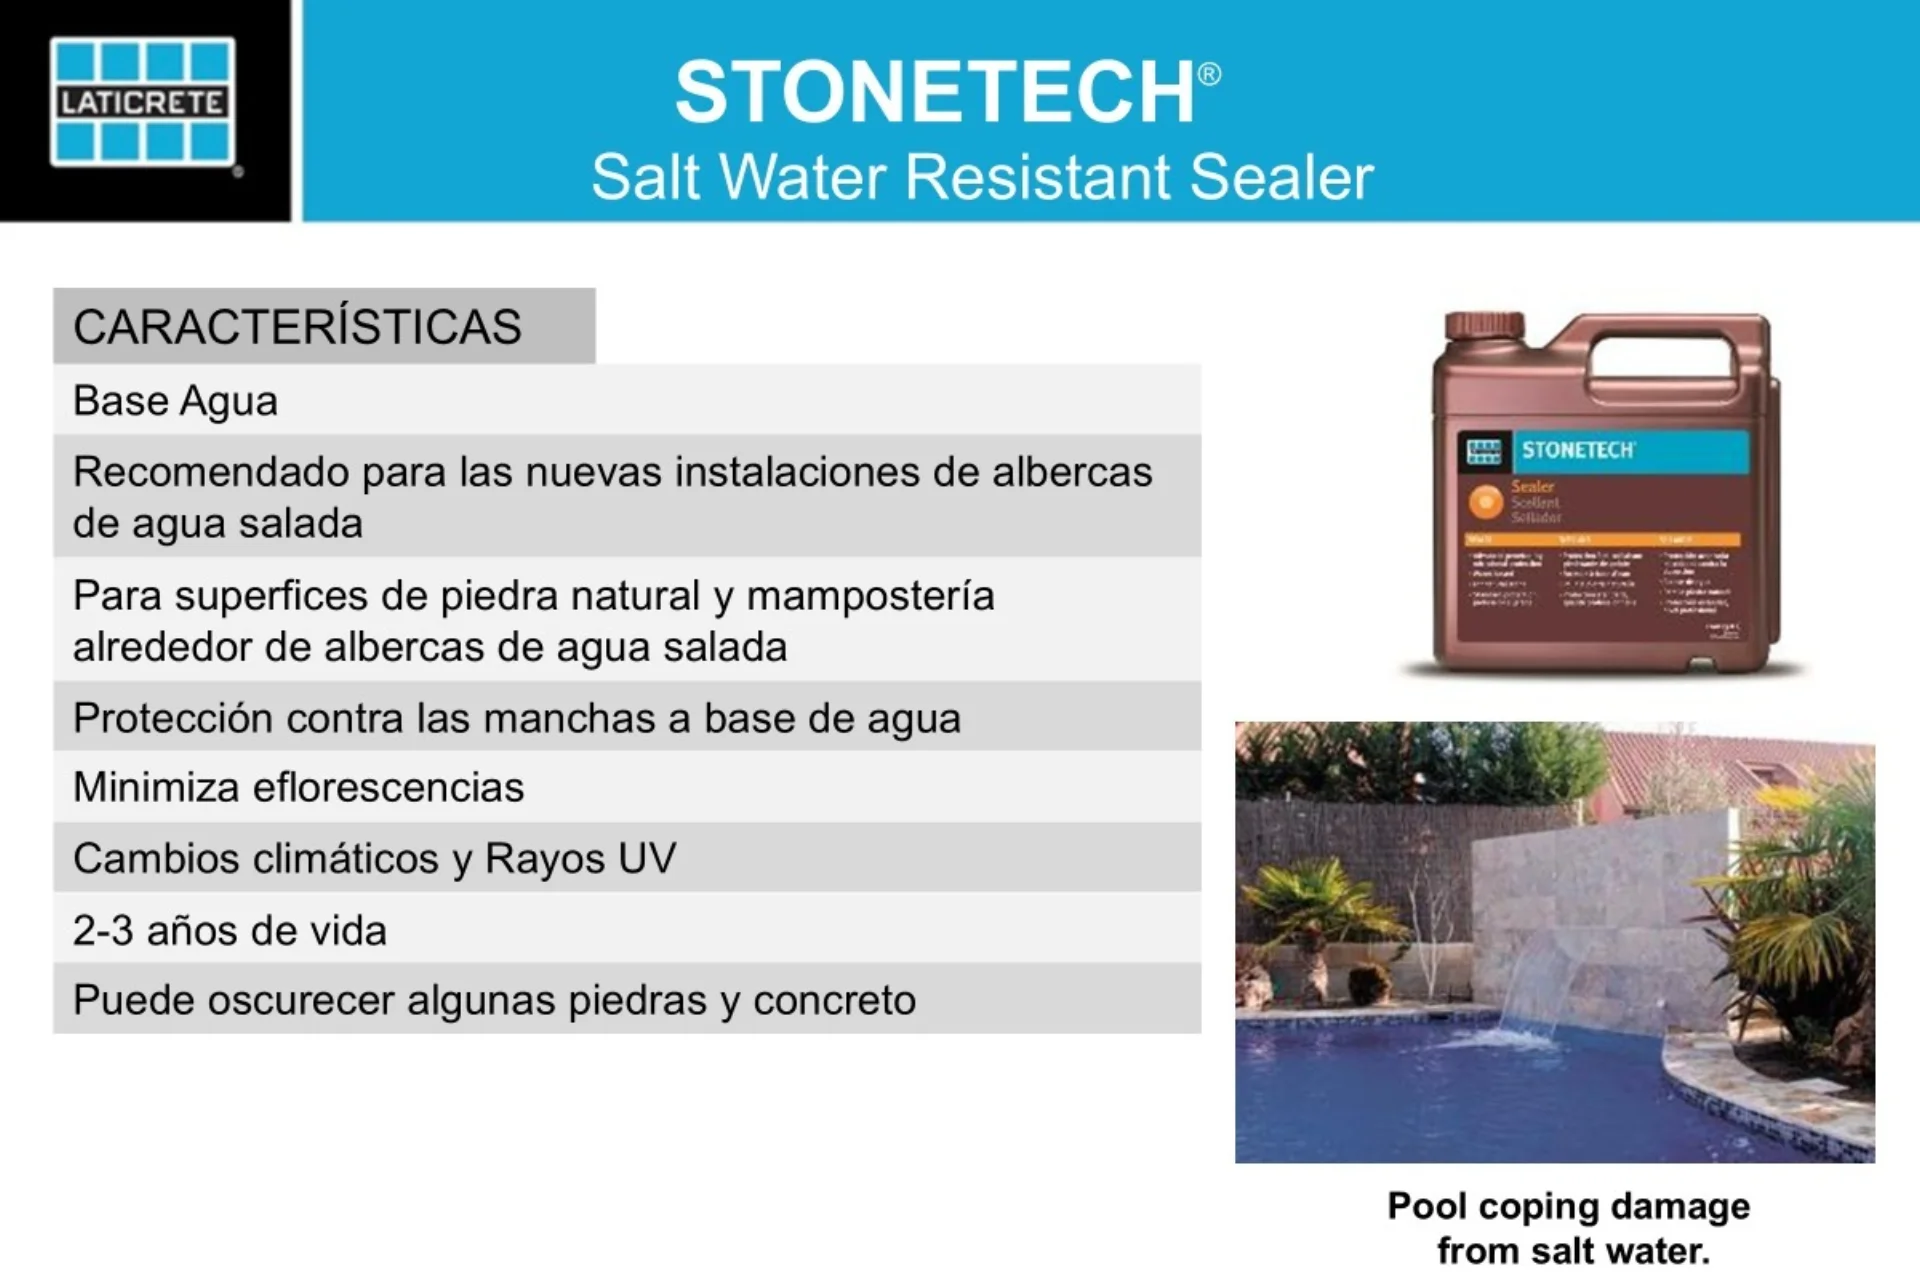 LATICRETE
STONETECH®
Salt Water Resistant Sealer
CARACTERÍSTICAS
Base Agua
Recomendado para las nuevas instalaciones de albercas
de agua salada
Para superfices de piedra natural y mampostería
alrededor de albercas de agua salada
Protección contra las manchas a base de agua
Minimiza eflorescencias
Cambios climáticos y Rayos UV
2-3 años de vida
Puede oscurecer algunas piedras y concreto
STONETECH
Sealer
Scellent
Sellador
Pool coping damage
from salt water.